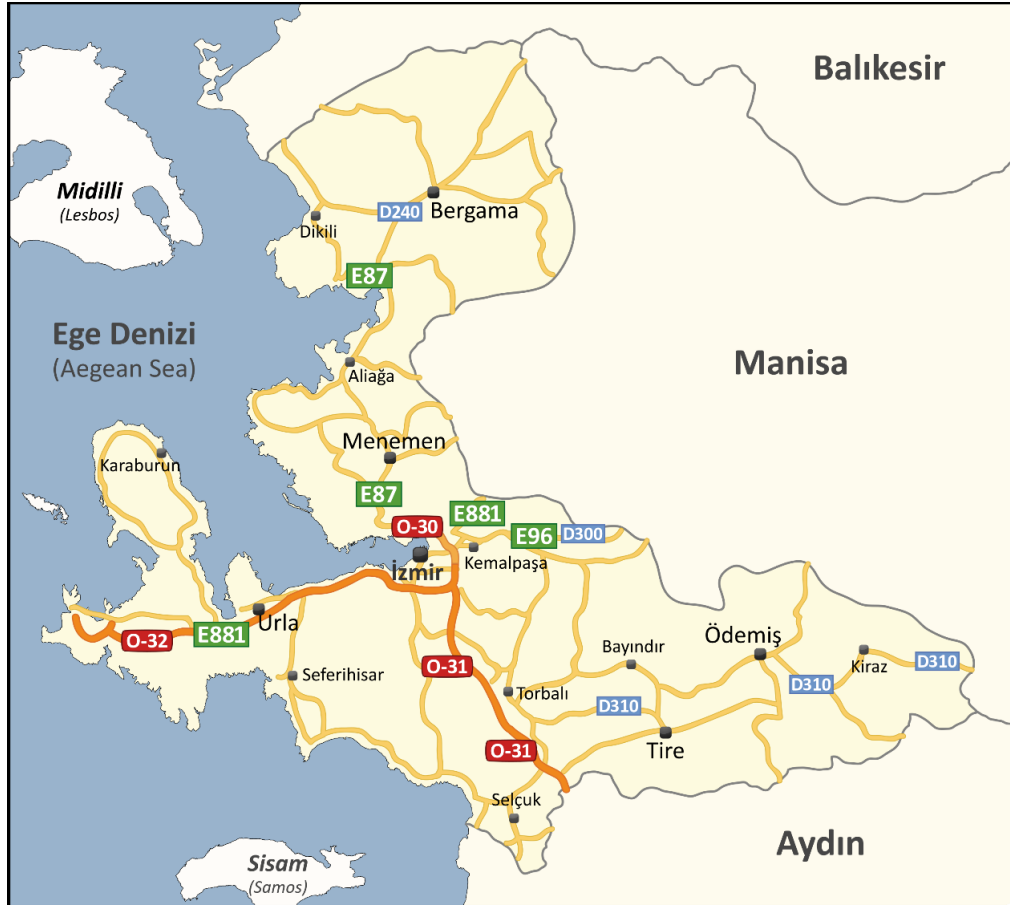 Balıkesir
Midilli
(Lesbos)
Bergama
D240
Dikili
E87
Ege Denizi
(Aegean Sea)
Manisa
Aliağa
Menemen
Karaburun
E87
E881
O-30
E96
D300
İzmir
Kemalpaşa
Urla
O-32
E881
Ödemiş
Bayındır
Kiraz
D310
O-31
Seferihisar
Torbalı
D310
D310
Tire
O-31
Selçuk
Aydın
Sisam
(Samos)